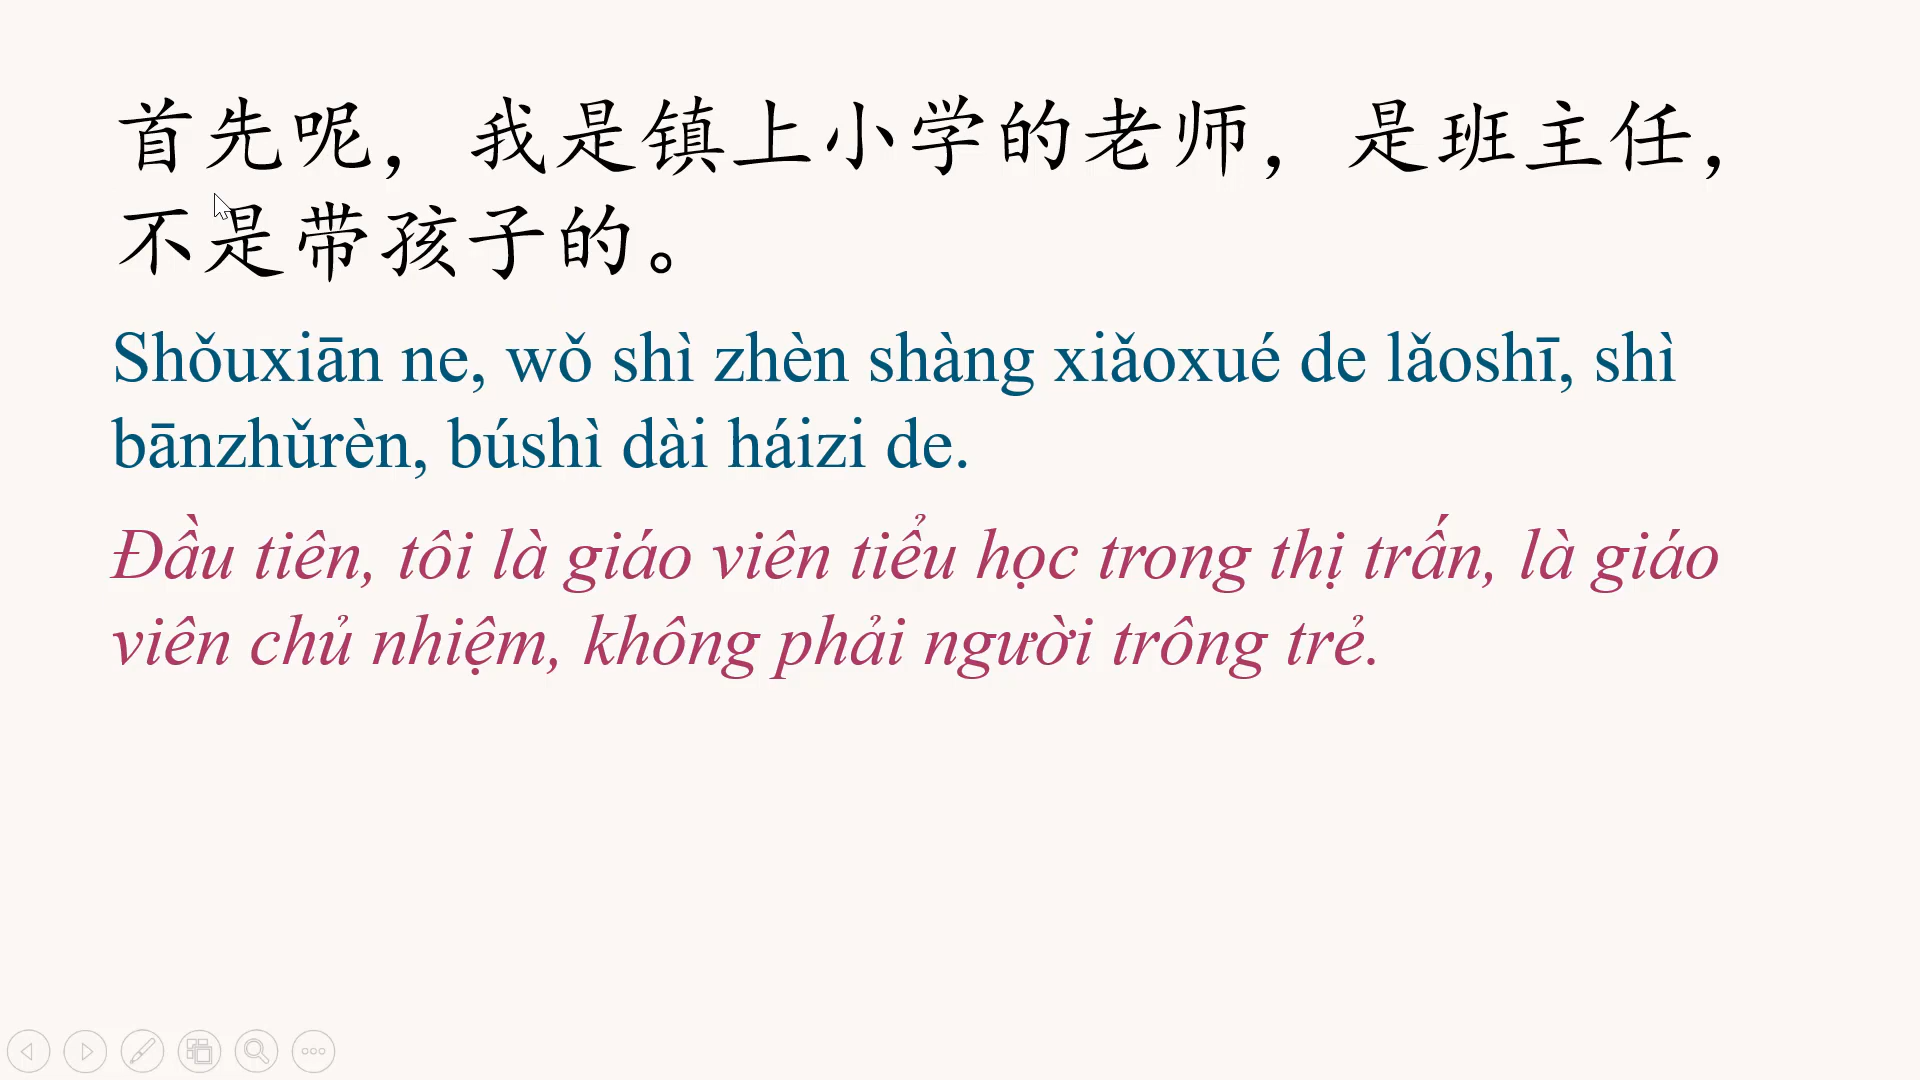 首先呢，我是镇上小学的老师，是班主任，
不是带孩子的。
Shǒuxiān ne, wǒ shì zhèn shàng xiǎoxué de lǎoshī, shì
bānzhǔrèn, búshì dài háizi de.
Đầu tiên, tôi là giáo viên tiểu học trong thị trấn, là giáo
viên chủ nhiệm, không phải người trông trẻ.